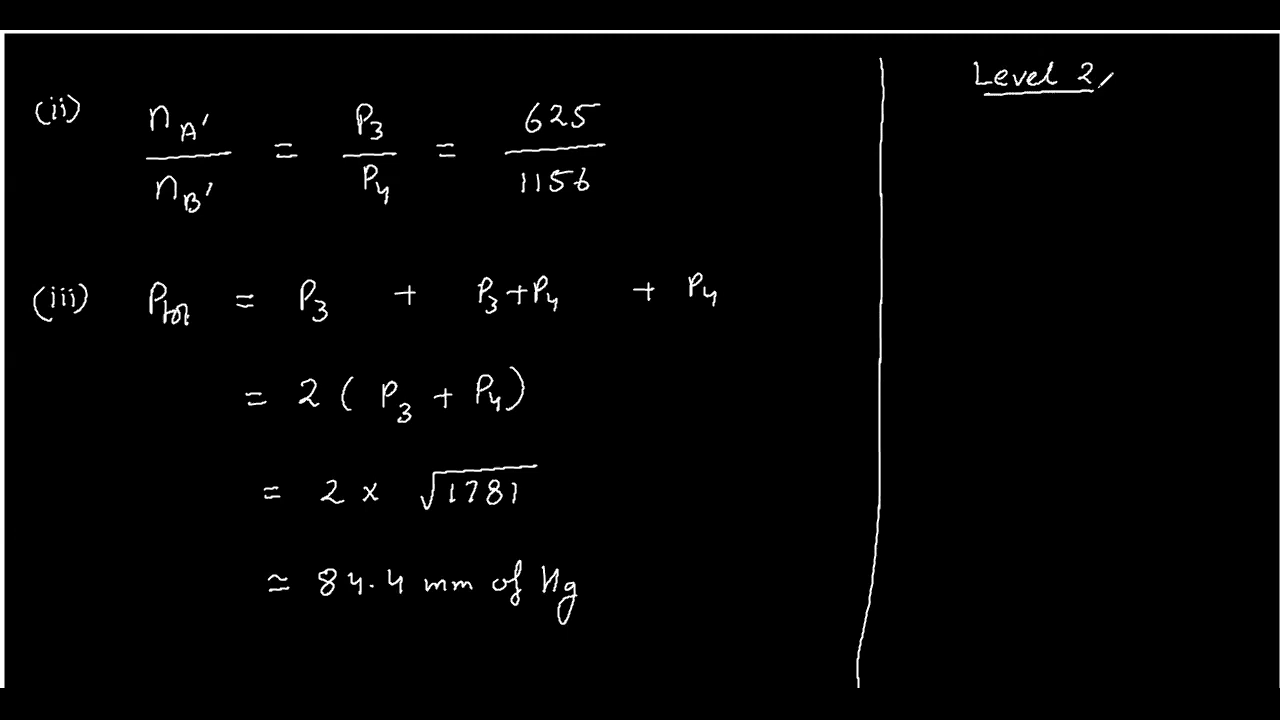 (ii) n_A' / n_B' = P_3 / P_4 = 625 / 1156
(iii) P_tot = P_3 + P_3 + P_4 + P_4
= 2 ( P_3 + P_4 )
= 2 × √1781
≃ 84.4 mm of Hg
Level 2